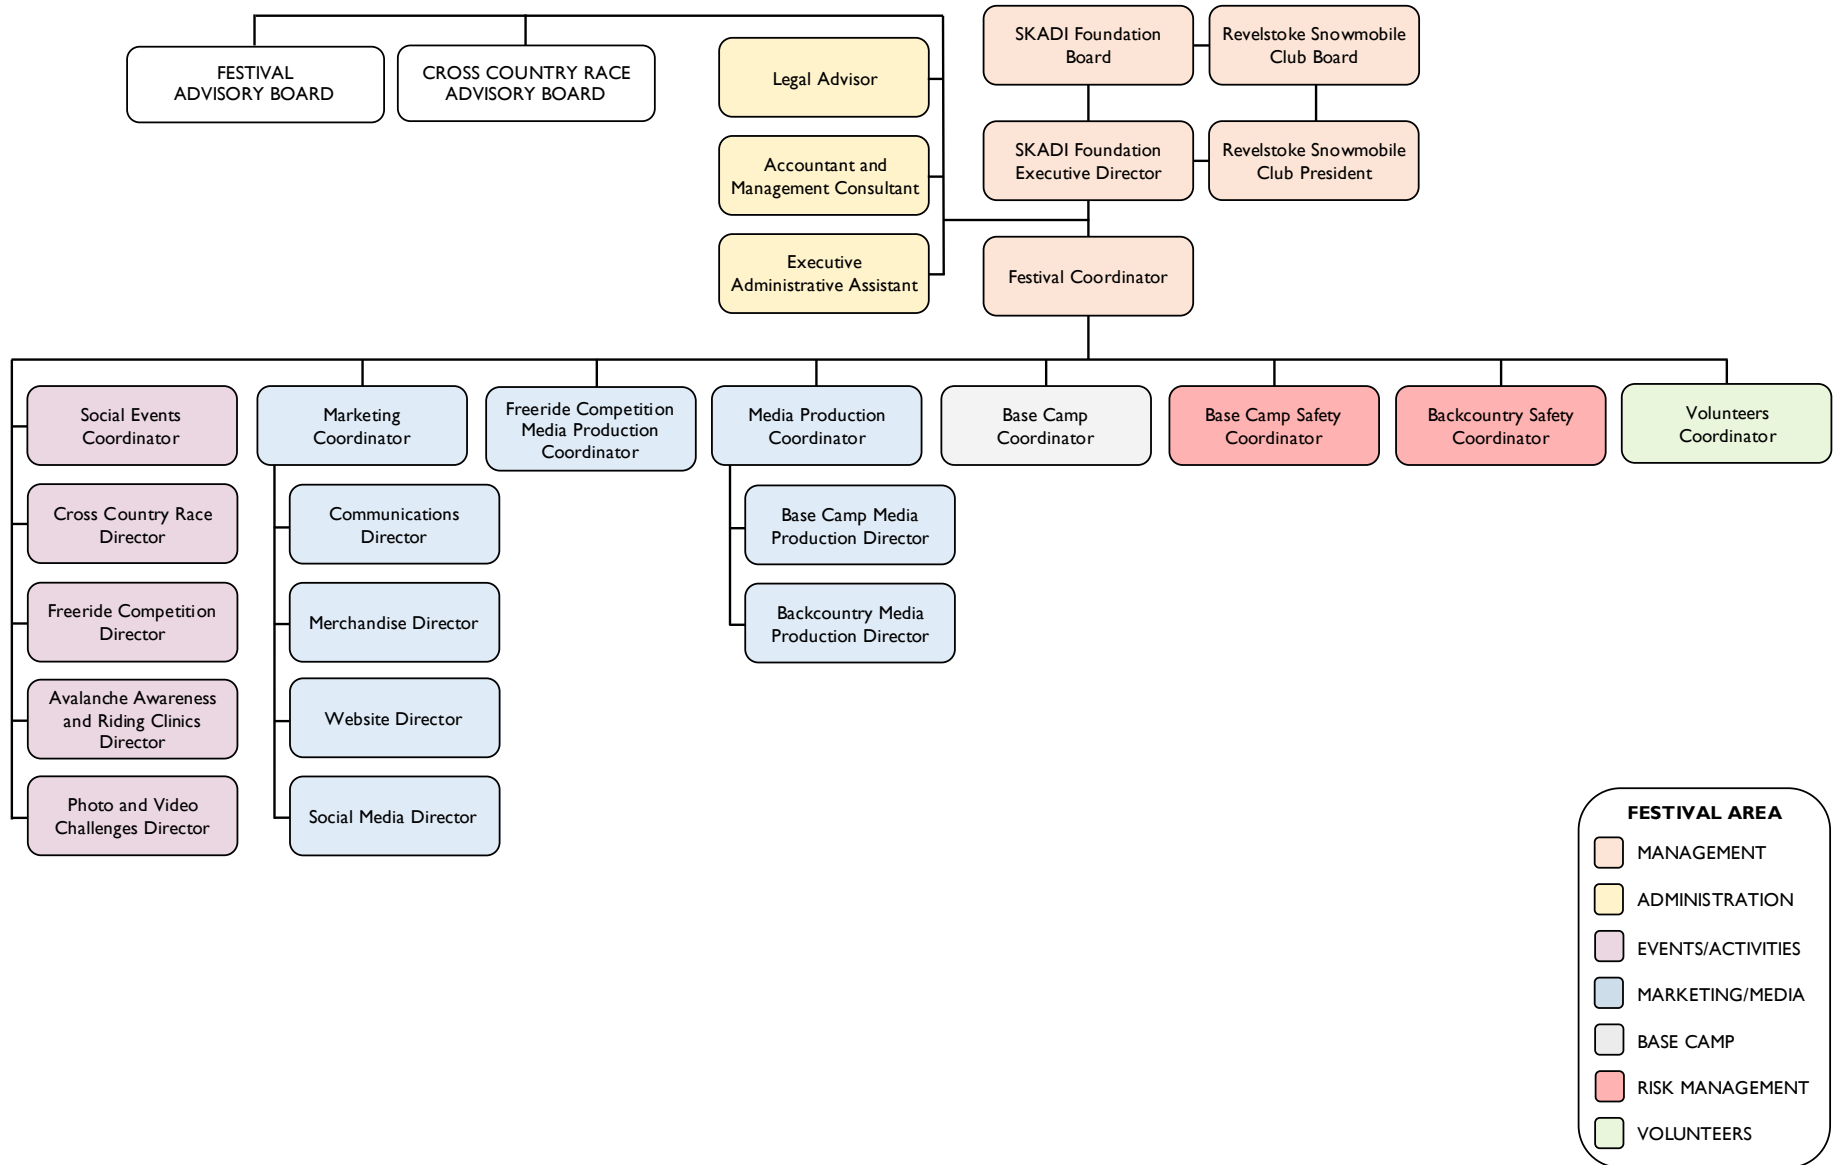 FESTIVAL
ADVISORY BOARD
CROSS COUNTRY RACE
ADVISORY BOARD
Legal Advisor
Accountant and
Management Consultant
Executive
Administrative Assistant
SKADI Foundation
Board
Revelstoke Snowmobile
Club Board
SKADI Foundation
Executive Director
Revelstoke Snowmobile
Club President
Festival Coordinator
Social Events
Coordinator
Marketing
Coordinator
Freeride Competition
Media Production
Coordinator
Media Production
Coordinator
Base Camp
Coordinator
Base Camp Safety
Coordinator
Backcountry Safety
Coordinator
Volunteers
Coordinator
Cross Country Race
Director
Freeride Competition
Director
Avalanche Awareness
and Riding Clinics
Director
Photo and Video
Challenges Director
Communications
Director
Merchandise Director
Website Director
Social Media Director
Base Camp Media
Production Director
Backcountry Media
Production Director
FESTIVAL AREA
MANAGEMENT
ADMINISTRATION
EVENTS/ACTIVITIES
MARKETING/MEDIA
BASE CAMP
RISK MANAGEMENT
VOLUNTEERS